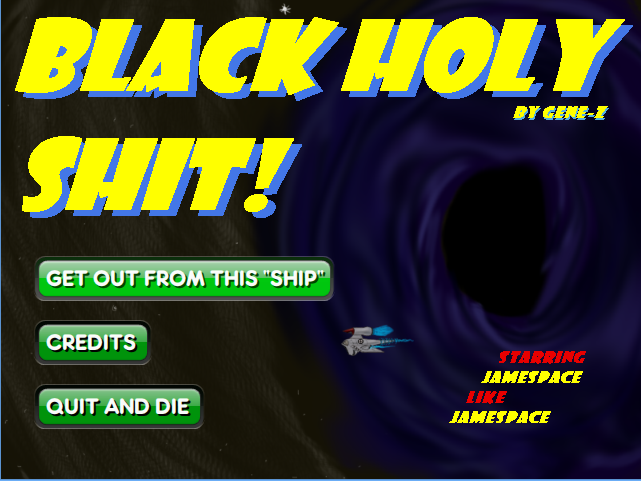 BLACK HOLY
BY GENE-Z
SHIT!
GET OUT FROM THIS "SHIP"
CREDITS
QUIT AND DIE
STARRING
JAMESPACE
LIKE
JAMESPACE